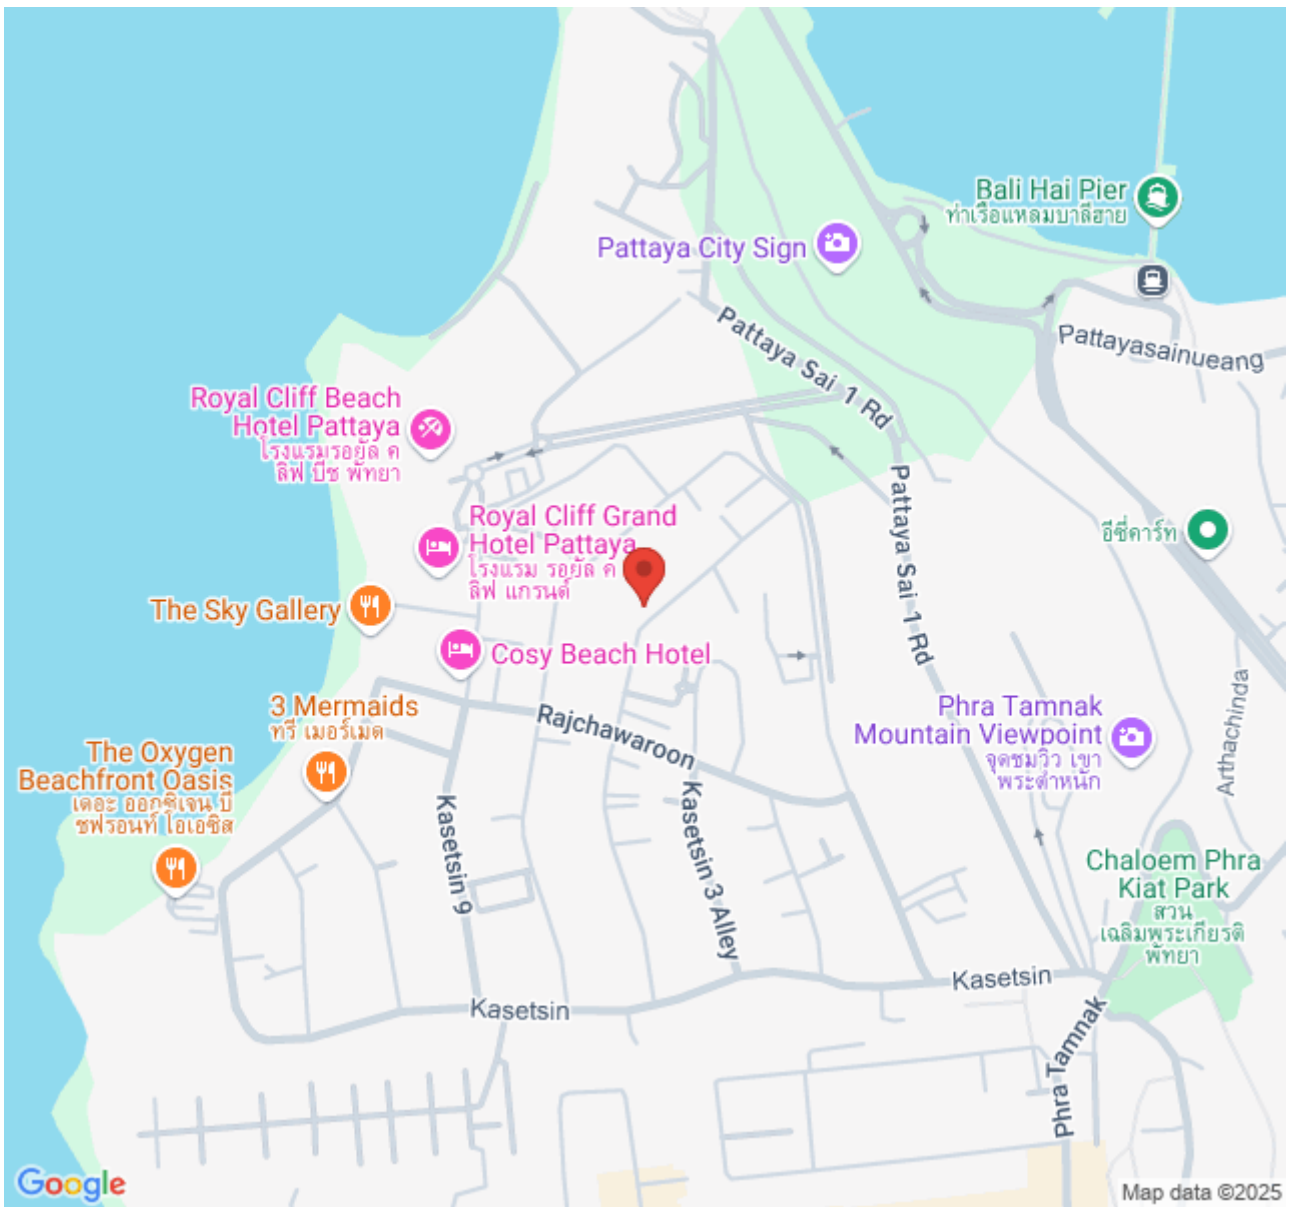 Bali Hai Pier
ท่าเรือแหลมบาลีฮาย
Pattaya City Sign
Pattaya Sai 1 Rd
Pattayasainueang
Royal Cliff Beach
Hotel Pattaya
โรงแรมรอยัล ค
ลิฟ บีช พัทยา
Pattaya Sai 1 Rd
Royal Cliff Grand
Hotel Pattaya
โรงแรม รอยัล ค
ลิฟ แกรนด์
อีซี่คาร์ท
The Sky Gallery
Cosy Beach Hotel
3 Mermaids
ทรี เมอร์เมด
Rajchawaroon
Phra Tamnak
Mountain Viewpoint
จุดชมวิว เขา
พระตำหนัก
Arthachinda
The Oxygen
Beachfront Oasis
เดอะ ออกซิเจน บี
ชฟรอนท์ โอเอซิส
Kasetsin 9
Kasetsin 3 Alley
Chaloem Phra
Kiat Park
สวน
เฉลิมพระเกียรติ
พัทยา
Kasetsin
Kasetsin
Phra Tamnak
Google
Map data ©2025